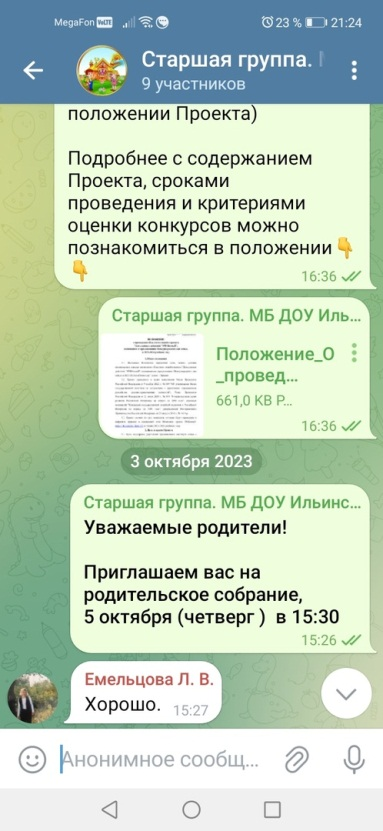 MegaFon VoLTE 23 % 21:24
Старшая группа.
9 участников
положении Проекта)
Подробнее с содержанием
Проекта, сроками
проведения и критериями
оценки конкурсов можно
познакомиться в положении👇
👇
16:36
Старшая группа. МБ ДОУ Иль...
Положение_О
_провед...
661,0 KB P...
16:36
3 октября 2023
Старшая группа. МБ ДОУ Ильинс...
Уважаемые родители!
Приглашаем вас на
родительское собрание,
5 октября (четверг ) в 15:30
15:26
Емельцова Л. В.
Хорошо.
15:27
Анонимное сообщ...